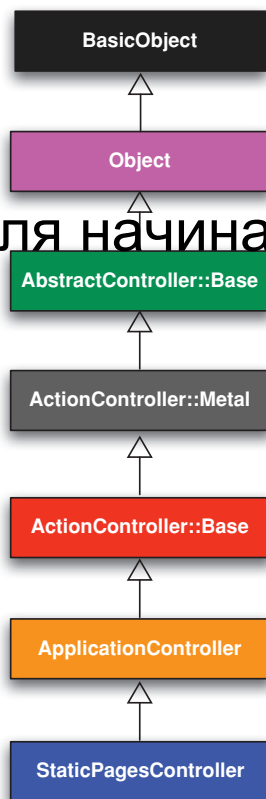 BasicObject
Object
ля начина
AbstractController::Base
ActionController::Metal
ActionController::Base
ApplicationController
StaticPagesController